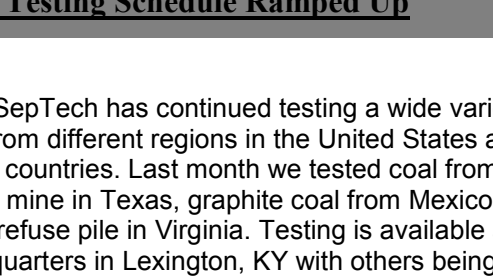 Testing Schedule Ramped Up
SepTech has continued testing a wide vari
rom different regions in the United States a
countries. Last month we tested coal from
mine in Texas, graphite coal from Mexico
refuse pile in Virginia. Testing is available
quarters in Lexington, KY with others being